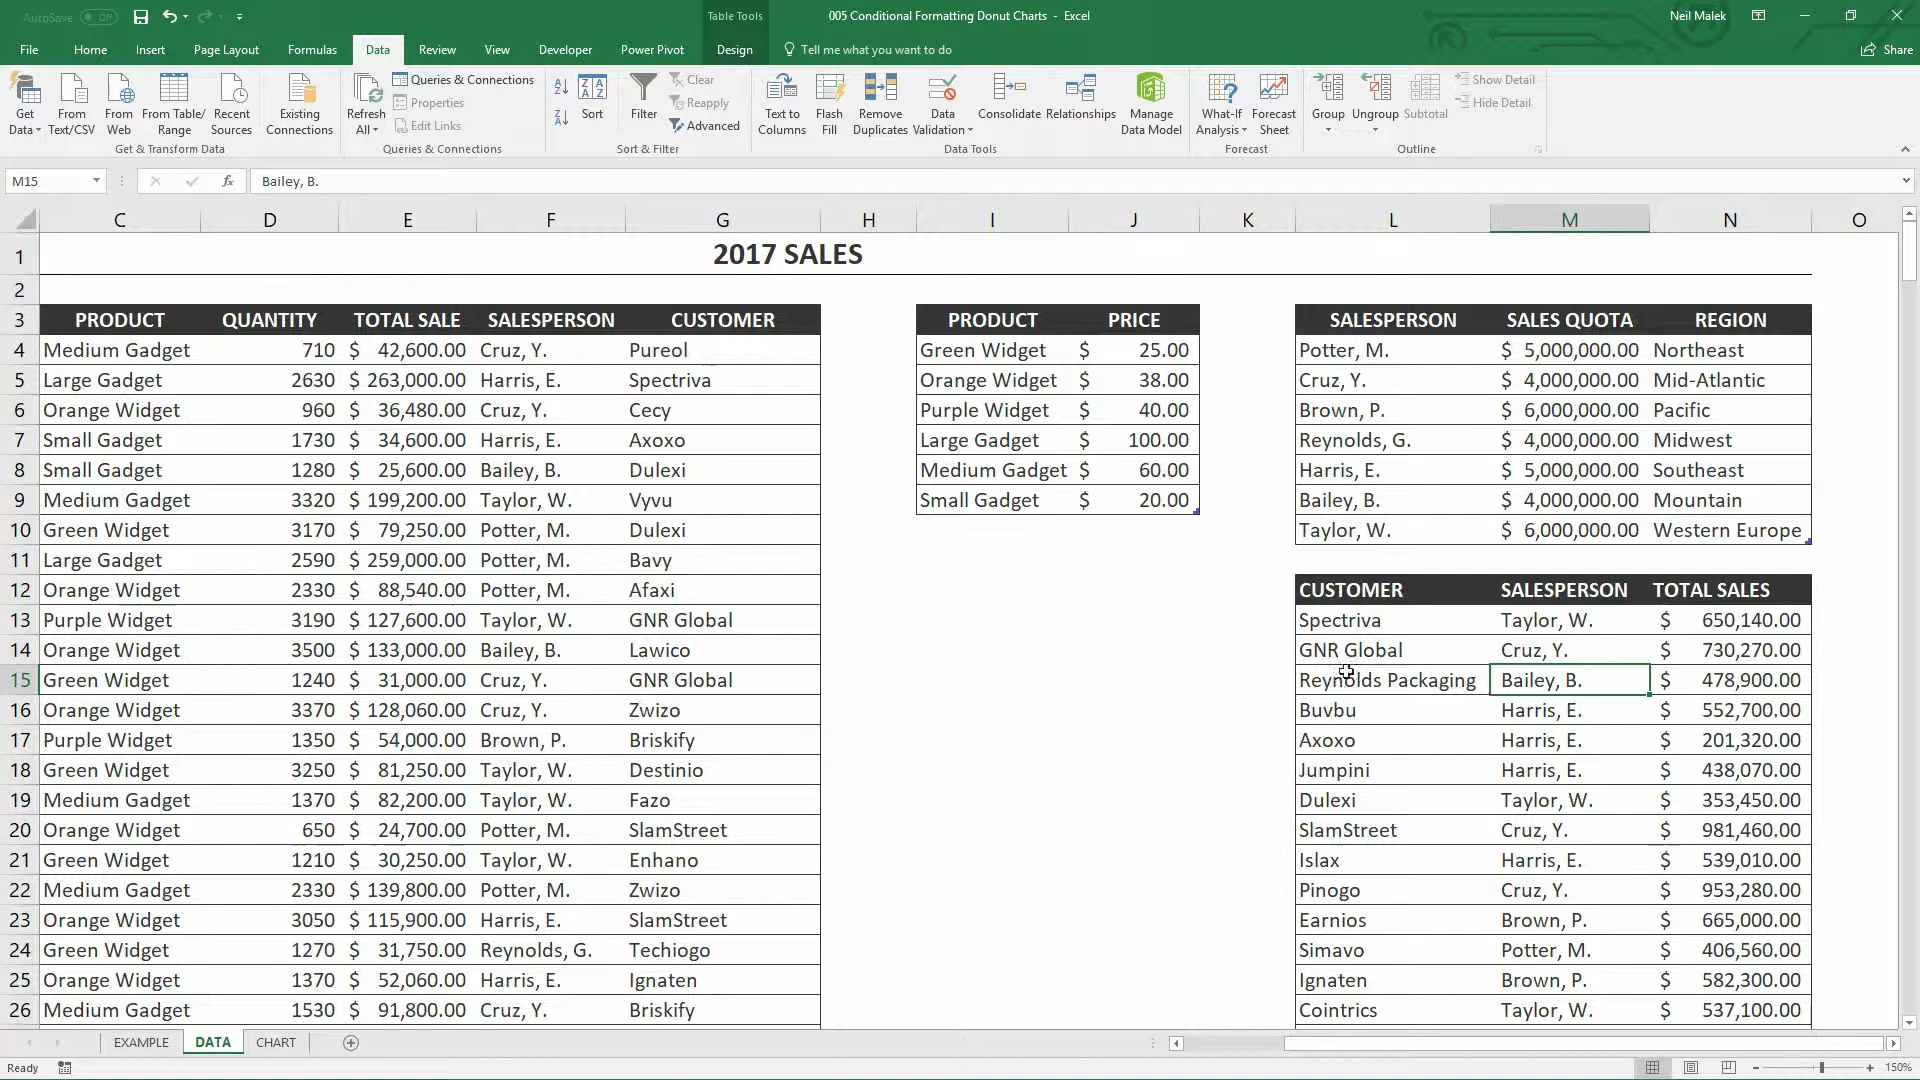 AutoSave Off
Table Tools
005 Conditional Formatting Donut Charts - Excel
Neil Malek
File Home Insert Page Layout Formulas Data Review View Developer Power Pivot Design Tell me what you want to do Share
Get Data
From Text/CSV
From Web
From Table/ Range
Recent Sources
Existing Connections
Get & Transform Data
Refresh All
Queries & Connections
Properties
Edit Links
Queries & Connections
Sort
Filter
Clear
Reapply
Advanced
Sort & Filter
Text to Columns
Flash Fill
Remove Duplicates
Data Validation
Consolidate
Relationships
Manage Data Model
Data Tools
What-If Analysis
Forecast Sheet
Forecast
Group
Ungroup
Subtotal
Show Detail
Hide Detail
Outline
M15 fx Bailey, B.
C D E F G H I J K L M N O
1 2017 SALES
2
3 PRODUCT QUANTITY TOTAL SALE SALESPERSON CUSTOMER PRODUCT PRICE SALESPERSON SALES QUOTA REGION
4 Medium Gadget 710 $ 42,600.00 Cruz, Y. Pureol Green Widget $ 25.00 Potter, M. $ 5,000,000.00 Northeast
5 Large Gadget 2630 $ 263,000.00 Harris, E. Spectriva Orange Widget $ 38.00 Cruz, Y. $ 4,000,000.00 Mid-Atlantic
6 Orange Widget 960 $ 36,480.00 Cruz, Y. Cecy Purple Widget $ 40.00 Brown, P. $ 6,000,000.00 Pacific
7 Small Gadget 1730 $ 34,600.00 Harris, E. Axoxo Large Gadget $ 100.00 Reynolds, G. $ 4,000,000.00 Midwest
8 Small Gadget 1280 $ 25,600.00 Bailey, B. Dulexi Medium Gadget $ 60.00 Harris, E. $ 5,000,000.00 Southeast
9 Medium Gadget 3320 $ 199,200.00 Taylor, W. Vyvu Small Gadget $ 20.00 Bailey, B. $ 4,000,000.00 Mountain
10 Green Widget 3170 $ 79,250.00 Potter, M. Dulexi Taylor, W. $ 6,000,000.00 Western Europe
11 Large Gadget 2590 $ 259,000.00 Potter, M. Bavy
12 Orange Widget 2330 $ 88,540.00 Potter, M. Afaxi CUSTOMER SALESPERSON TOTAL SALES
13 Purple Widget 3190 $ 127,600.00 Taylor, W. GNR Global Spectriva Taylor, W. $ 650,140.00
14 Orange Widget 3500 $ 133,000.00 Bailey, B. Lawico GNR Global Cruz, Y. $ 730,270.00
15 Green Widget 1240 $ 31,000.00 Cruz, Y. GNR Global Reynolds Packaging Bailey, B. $ 478,900.00
16 Orange Widget 3370 $ 128,060.00 Cruz, Y. Zwizo Buvbu Harris, E. $ 552,700.00
17 Purple Widget 1350 $ 54,000.00 Brown, P. Briskify Axoxo Harris, E. $ 201,320.00
18 Green Widget 3250 $ 81,250.00 Taylor, W. Destinio Jumpini Harris, E. $ 438,070.00
19 Medium Gadget 1370 $ 82,200.00 Taylor, W. Fazo Dulexi Taylor, W. $ 353,450.00
20 Orange Widget 650 $ 24,700.00 Potter, M. SlamStreet SlamStreet Cruz, Y. $ 981,460.00
21 Green Widget 1210 $ 30,250.00 Taylor, W. Enhano Islax Harris, E. $ 539,010.00
22 Medium Gadget 2330 $ 139,800.00 Potter, M. Zwizo Pinogo Cruz, Y. $ 953,280.00
23 Orange Widget 3050 $ 115,900.00 Harris, E. SlamStreet Earnios Brown, P. $ 665,000.00
24 Green Widget 1270 $ 31,750.00 Reynolds, G. Techiogo Simavo Potter, M. $ 406,560.00
25 Orange Widget 1370 $ 52,060.00 Harris, E. Ignaten Ignaten Brown, P. $ 582,300.00
26 Medium Gadget 1530 $ 91,800.00 Cruz, Y. Briskify Cointrics Taylor, W. $ 537,100.00
EXAMPLE DATA CHART
Ready 150%